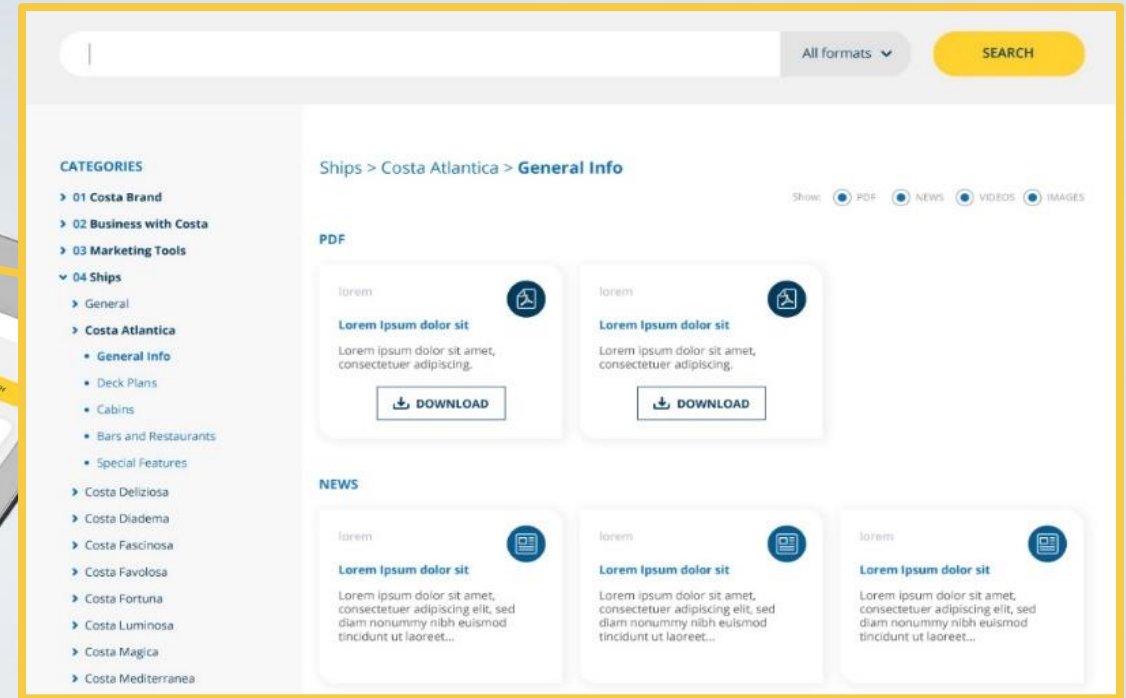 All formats
SEARCH
CATEGORIES
01 Costa Brand
02 Business with Costa
03 Marketing Tools
04 Ships
General
Costa Atlantica
• General Info
• Deck Plans
• Cabins
• Bars and Restaurants
• Special Features
Costa Deliziosa
Costa Diadema
Costa Fascinosa
Costa Favolosa
Costa Fortuna
Costa Luminosa
Costa Magica
Costa Mediterranea
Ships > Costa Atlantica > General Info
Show: PDF NEWS VIDEOS IMAGES
PDF
lorem
Lorem Ipsum dolor sit
Lorem ipsum dolor sit amet,
consectetuer adipiscing.
DOWNLOAD
lorem
Lorem Ipsum dolor sit
Lorem ipsum dolor sit amet,
consectetuer adipiscing.
DOWNLOAD
NEWS
lorem
Lorem Ipsum dolor sit
Lorem ipsum dolor sit amet,
consectetuer adipiscing elit, sed
diam nonummy nibh euismod
tincidunt ut laoreet...
lorem
Lorem Ipsum dolor sit
Lorem ipsum dolor sit amet,
consectetuer adipiscing elit, sed
diam nonummy nibh euismod
tincidunt ut laoreet...
lorem
Lorem Ipsum dolor sit
Lorem ipsum dolor sit amet,
consectetuer adipiscing elit, sed
diam nonummy nibh euismod
tincidunt ut laoreet...